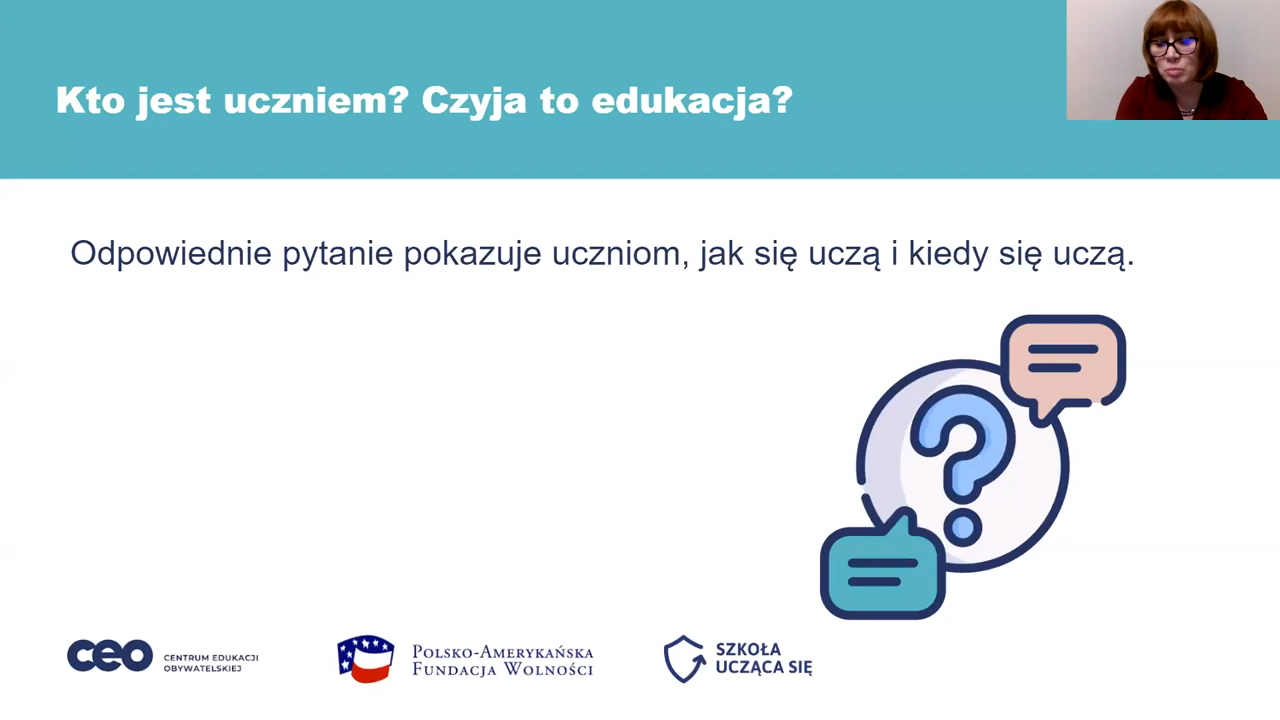 Kto jest uczniem? Czyja to edukacja?
Odpowiednie pytanie pokazuje uczniom, jak się uczą i kiedy się uczą.
ceo CENTRUM EDUKACJI
OBYWATELSKIEJ
POLSKO-AMERYKAŃSKA
FUNDACJA WOLNOŚCI
SZKOŁA
UCZĄCA SIĘ